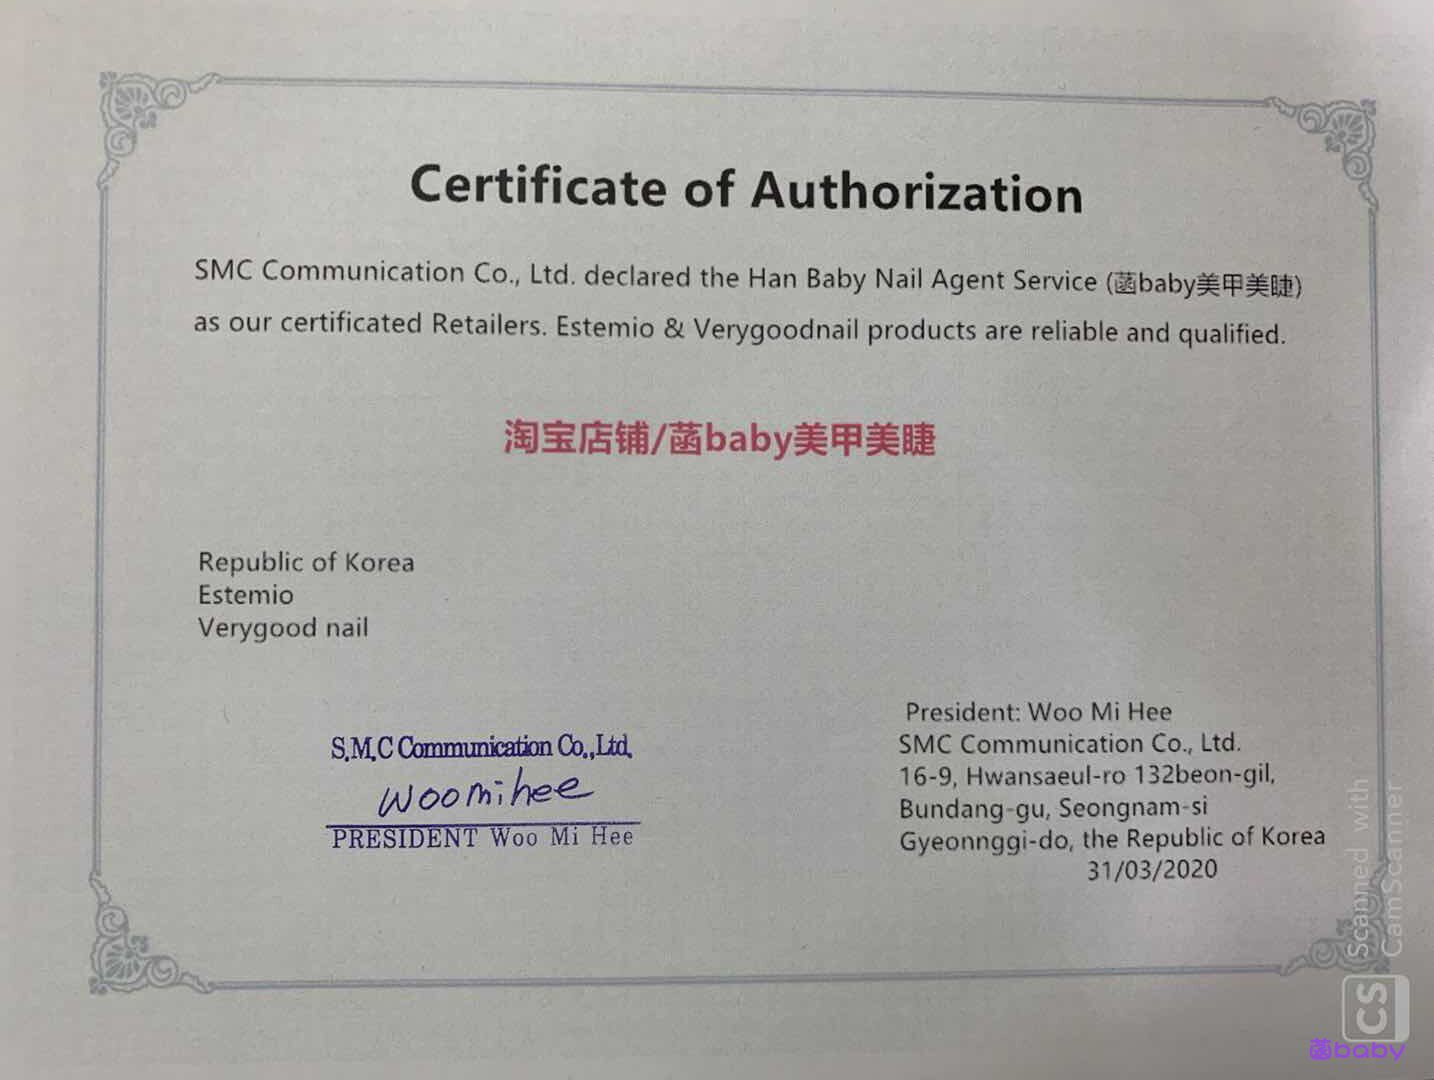 Certificate of Authorization
SMC Communication Co., Ltd. declared the Han Baby Nail Agent Service (菡baby美甲美睫)
as our certificated Retailers. Estemio & Verygoodnail products are reliable and qualified.
淘宝店铺/菡baby美甲美睫
Republic of Korea
Estemio
Verygood nail
S.M.C Communication Co.,Ltd.
Woomihee
PRESIDENT Woo Mi Hee
President: Woo Mi Hee
SMC Communication Co., Ltd.
16-9, Hwansaeul-ro 132beon-gil,
Bundang-gu, Seongnam-si
Gyeonnggi-do, the Republic of Korea
31/03/2020
Scanned with
CamScanner
CS
菡baby